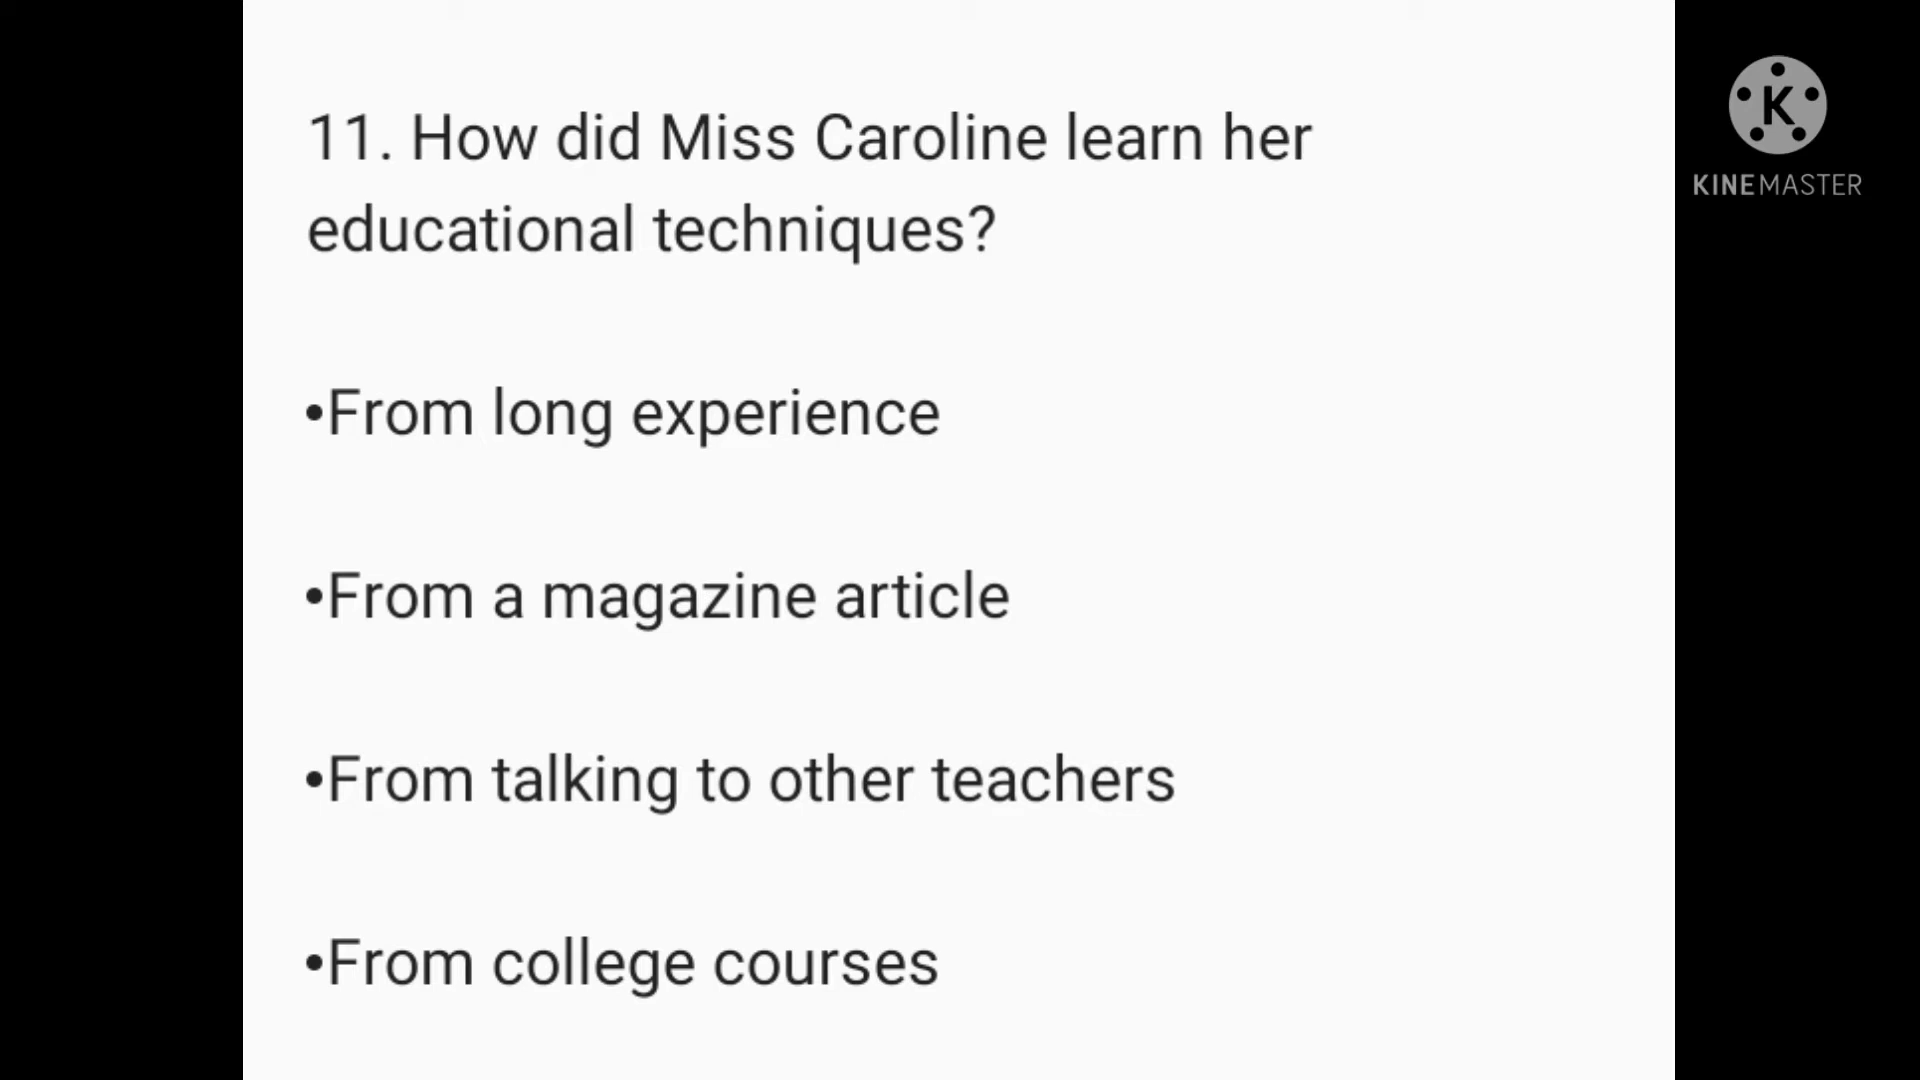 11. How did Miss Caroline learn her
educational techniques?
•From long experience
•From a magazine article
•From talking to other teachers
•From college courses
K
KINEMASTER